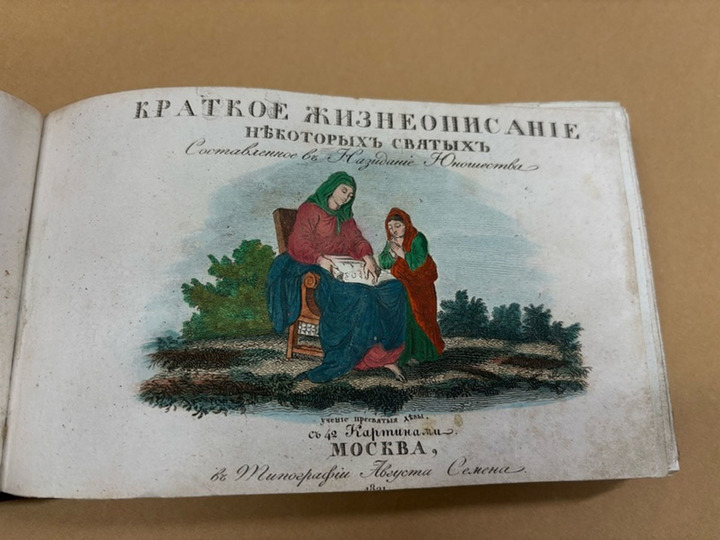 КРАТКОЕ ЖИЗНЕОПИСАНІЕ
НѢКОТОРЫХЪ СВЯТЫХЪ
Составленное въ Назиданіе Юношества
ученіе пресвятыя дѣвы.
съ 42 Картинами.
МОСКВА,
въ Типографіи Августа Семена.